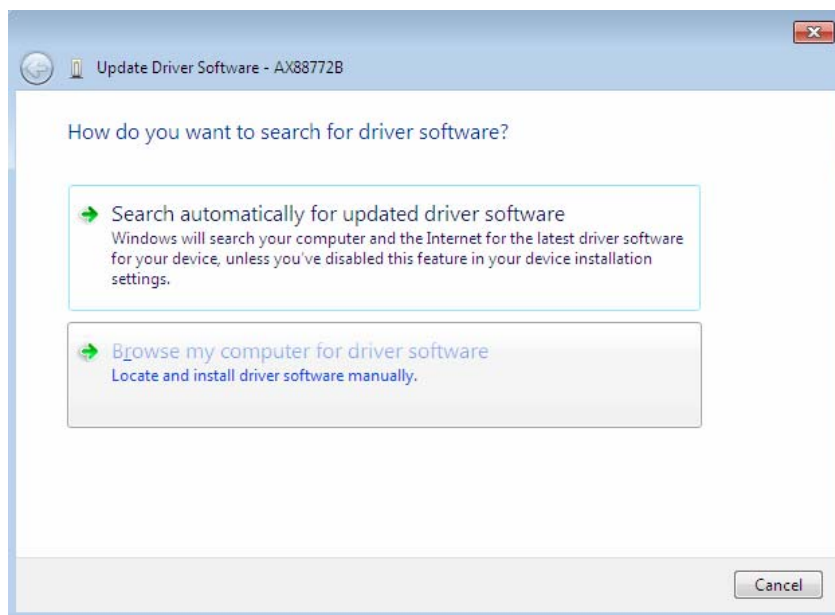 Update Driver Software - AX88772B
How do you want to search for driver software?
Search automatically for updated driver software
Windows will search your computer and the Internet for the latest driver software
for your device, unless you've disabled this feature in your device installation
settings.
Browse my computer for driver software
Locate and install driver software manually.
Cancel